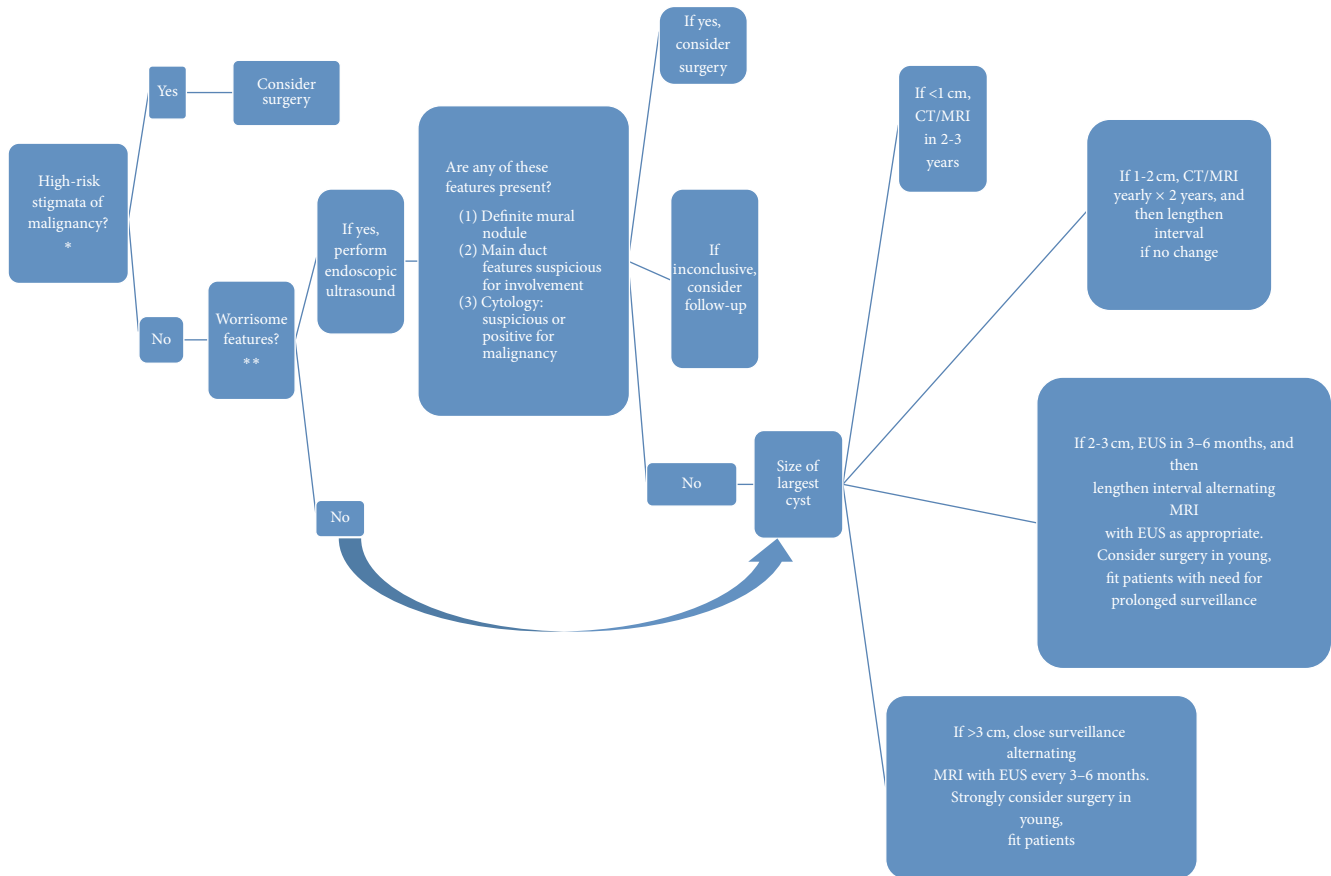 High-risk
stigmata of
malignancy?
*
Yes
Consider
surgery
No
Worrisome
features?
**
If yes,
perform
endoscopic
ultrasound
No
Are any of these
features present?
(1) Definite mural
nodule
(2) Main duct
features suspicious
for involvement
(3) Cytology:
suspicious or
positive for
malignancy
If yes,
consider
surgery
If
inconclusive,
consider
follow-up
No
Size of
largest
cyst
If <1 cm,
CT/MRI
in 2-3
years
If 1-2 cm, CT/MRI
yearly × 2 years, and
then lengthen
interval
if no change
If 2-3 cm, EUS in 3–6 months, and
then
lengthen interval alternating
MRI
with EUS as appropriate.
Consider surgery in young,
fit patients with need for
prolonged surveillance
If >3 cm, close surveillance
alternating
MRI with EUS every 3–6 months.
Strongly consider surgery in
young,
fit patients